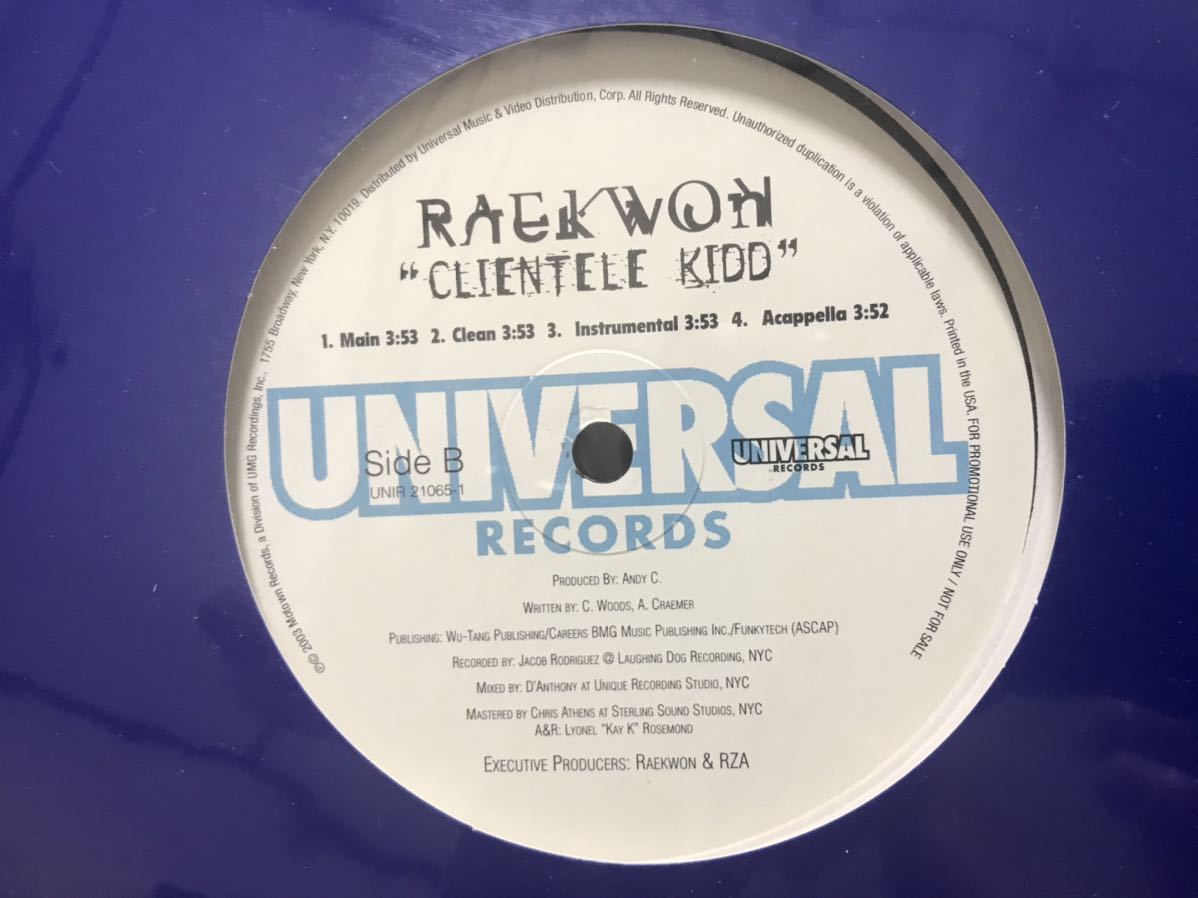 RAEKWON
“CLIENTELE KIDD”
1. Main 3:53 2. Clean 3:53 3. Instrumental 3:53 4. Acappella 3:52
UNIVERSAL
RECORDS
Side B
UNIR 21065-1
UNIVERSAL
RECORDS
PRODUCED BY: ANDY C.
WRITTEN BY: C. WOODS, A. CRAEMER
PUBLISHING: WU-TANG PUBLISHING/CAREERS BMG MUSIC PUBLISHING INC./FUNKYTECH (ASCAP)
RECORDED BY: JACOB RODRIGUEZ @ LAUGHING DOG RECORDING, NYC
MIXED BY: D'ANTHONY AT UNIQUE RECORDING STUDIO, NYC
MASTERED BY CHRIS ATHENS AT STERLING SOUND STUDIOS, NYC
A&R: LYONEL "KAY K" ROSEMOND
EXECUTIVE PRODUCERS: RAEKWON & RZA
℗© 2003 Motown Records, a Division of UMG Recordings, Inc., 1755 Broadway, New York, N.Y. 10019. Distributed by Universal Music & Video Distribution, Corp. All Rights Reserved. Unauthorized duplication is a violation of applicable laws. Printed in the USA. FOR PROMOTIONAL USE ONLY / NOT FOR SALE